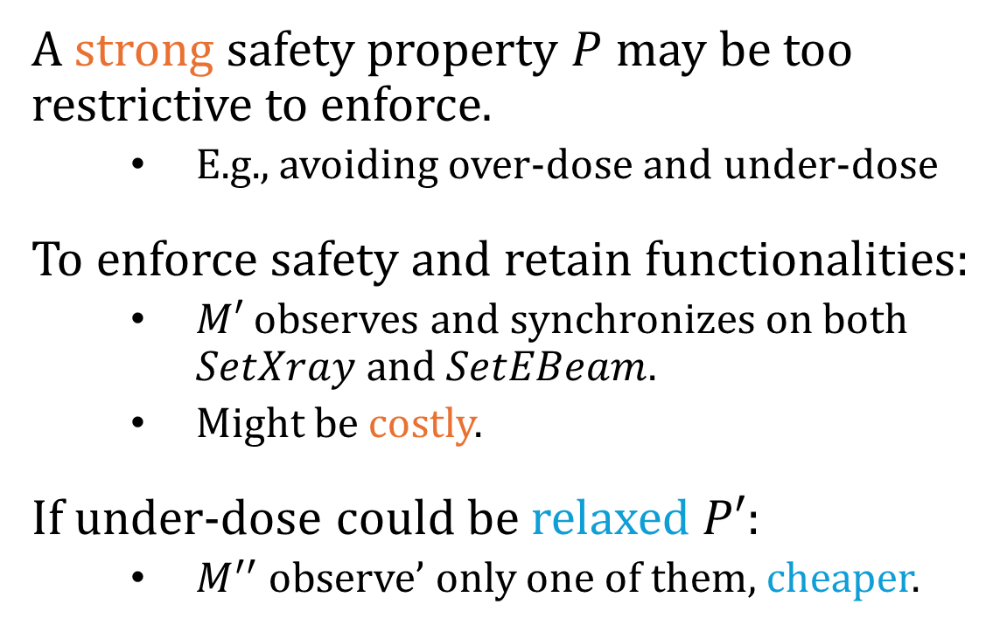 A strong safety property P may be too
restrictive to enforce.
• E.g., avoiding over-dose and under-dose
To enforce safety and retain functionalities:
• M′ observes and synchronizes on both
SetXray and SetEBeam.
• Might be costly.
If under-dose could be relaxed P′:
• M′′ observe’ only one of them, cheaper.